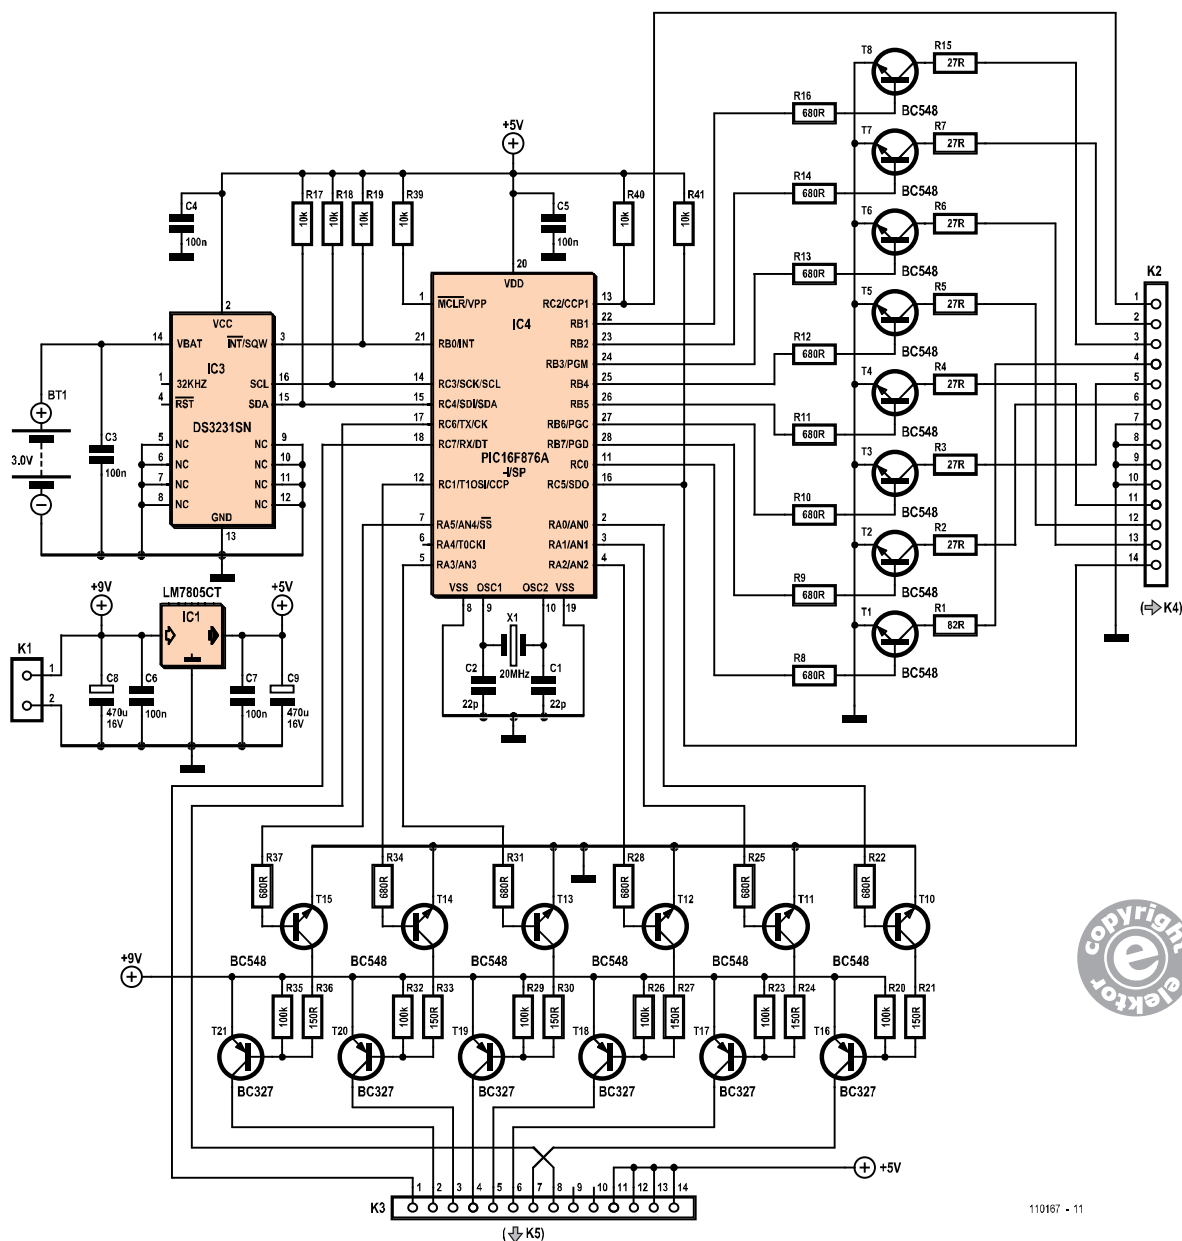 +5V
C4
100n
R17
10k
R18
10k
R19
10k
R39
10k
C5
100n
R40
10k
R41
10k
20
VDD
1
MCLR/VPP
IC4
RC2/CCP1
13
RB1
22
21
RB0/INT
RB2
23
RB3/PGM
24
14
RC3/SCK/SCL
RB4
25
15
RC4/SDI/SDA
RB5
26
17
RC6/TX/CK
RB6/PGC
27
18
RC7/RX/DT
RB7/PGD
28
PIC16F876A
-I/SP
RC0
11
12
RC1/T1OSI/CCP
RC5/SDO
16
7
RA5/AN4/SS
RA0/AN0
2
6
RA4/T0CKI
RA1/AN1
3
5
RA3/AN3
RA2/AN2
4
VSS
OSC1
OSC2
VSS
8
9
10
19
X1
20MHz
C2
22p
C1
22p
2
VCC
14
VBAT
INT/SQW
3
IC3
1
32KHZ
SCL
16
4
RST
SDA
15
DS3231SN
5
NC
NC
9
6
NC
NC
10
7
NC
NC
11
8
NC
NC
12
GND
13
BT1
3.0V
C3
100n
+9V
LM7805CT
+5V
IC1
K1
1
2
C8
470u
16V
C6
100n
C7
100n
C9
470u
16V
T8
R15
27R
R16
680R
BC548
T7
R7
27R
R14
680R
BC548
T6
R6
27R
R13
680R
BC548
T5
R5
27R
R12
680R
BC548
T4
R4
27R
R11
680R
BC548
T3
R3
27R
R10
680R
BC548
T2
R2
27R
R9
680R
BC548
T1
R1
82R
R8
680R
BC548
K2
1
2
3
4
5
6
7
8
9
10
11
12
13
14
( K4)
R37
680R
T15
R34
680R
T14
R31
680R
T13
R28
680R
T12
R25
680R
T11
R22
680R
T10
+9V
BC548
BC548
BC548
BC548
BC548
BC548
R35
100k
R36
150R
R32
100k
R33
150R
R29
100k
R30
150R
R26
100k
R27
150R
R23
100k
R24
150R
R20
100k
R21
150R
T21
T20
T19
T18
T17
T16
BC327
BC327
BC327
BC327
BC327
BC327
+5V
K3
1
2
3
4
5
6
7
8
9
10
11
12
13
14
( K5)
copyright
e
elektor
110167 - 11